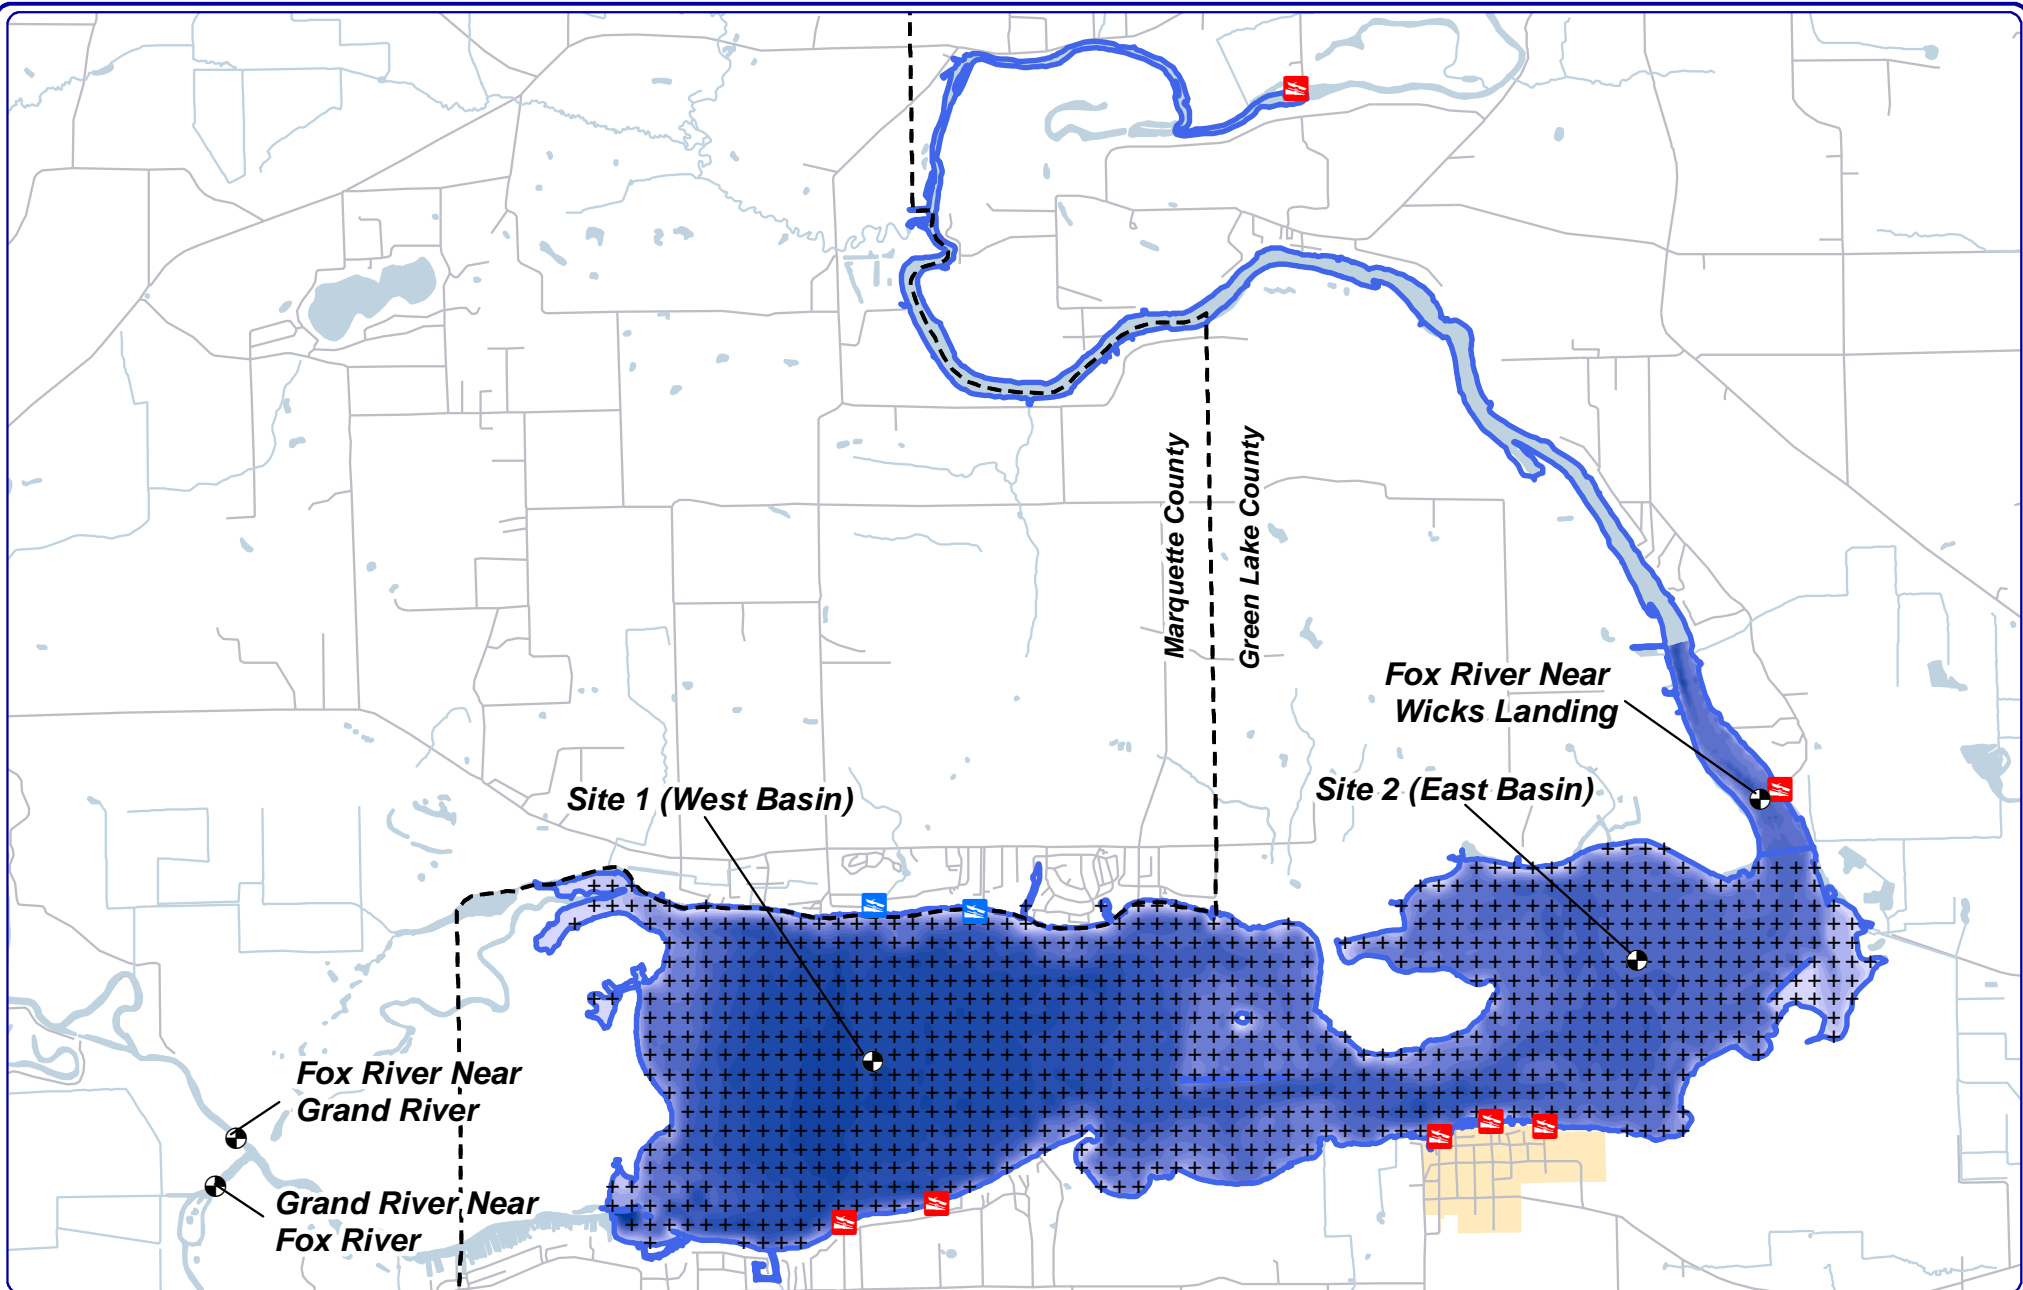 Marquette County
Green Lake County
Fox River Near
Wicks Landing
Site 1 (West Basin)
Site 2 (East Basin)
Fox River Near
Grand River
Grand River Near
Fox River